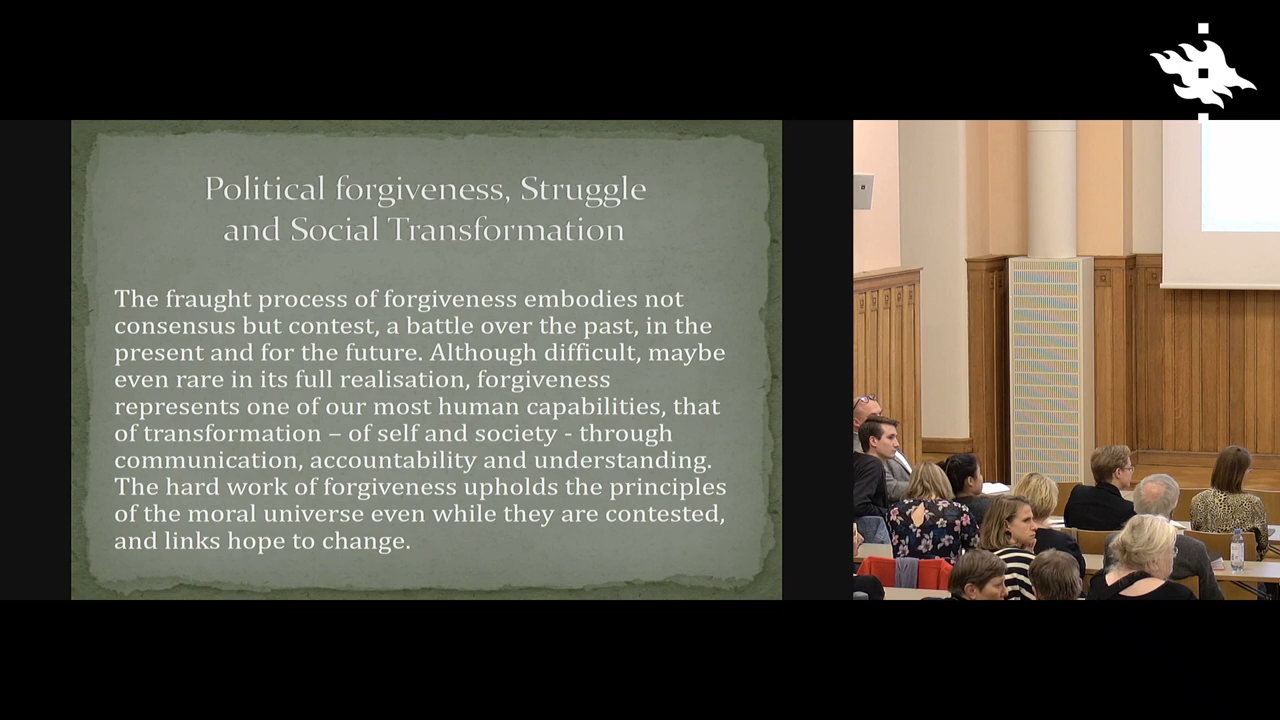 Political forgiveness, Struggle
and Social Transformation
The fraught process of forgiveness embodies not
consensus but contest, a battle over the past, in the
present and for the future. Although difficult, maybe
even rare in its full realisation, forgiveness
represents one of our most human capabilities, that
of transformation – of self and society - through
communication, accountability and understanding.
The hard work of forgiveness upholds the principles
of the moral universe even while they are contested,
and links hope to change.